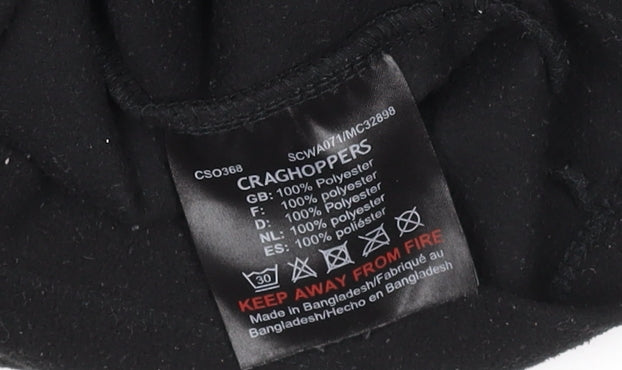 CSO368
SCWA071/MC32898
CRAGHOPPERS
GB: 100% Polyester
F: 100% polyester
D: 100% Polyester
NL: 100% polyester
ES: 100% poliéster
30
KEEP AWAY FROM FIRE
Made in Bangladesh/Fabriqué au
Bangladesh/Hecho en Bangladesh